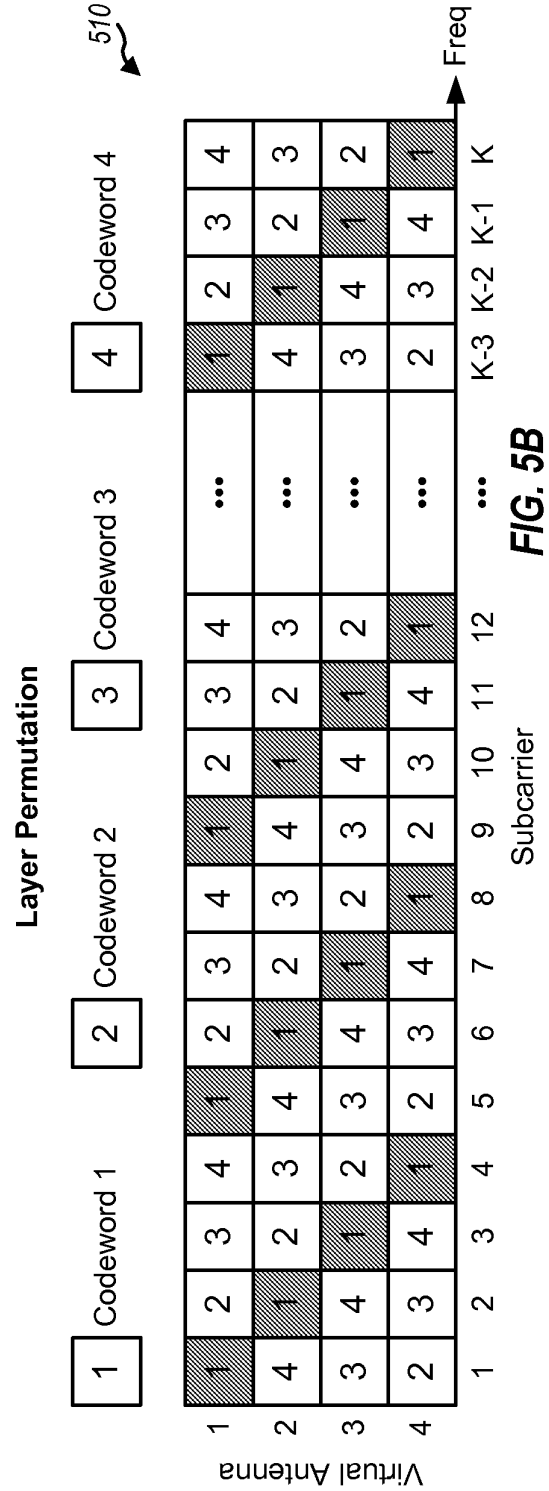 Layer Permutation
510
1 Codeword 1 2 Codeword 2 3 Codeword 3 4 Codeword 4
Virtual Antenna
1 1 2 3 4 1 2 3 4 1 2 3 4 ... 1 2 3 4
2 4 1 2 3 4 1 2 3 4 1 2 3 ... 4 1 2 3
3 3 4 1 2 3 4 1 2 3 4 1 2 ... 3 4 1 2
4 2 3 4 1 2 3 4 1 2 3 4 1 ... 2 3 4 1
Freq
1 2 3 4 5 6 7 8 9 10 11 12 ... K-3 K-2 K-1 K
Subcarrier
FIG. 5B